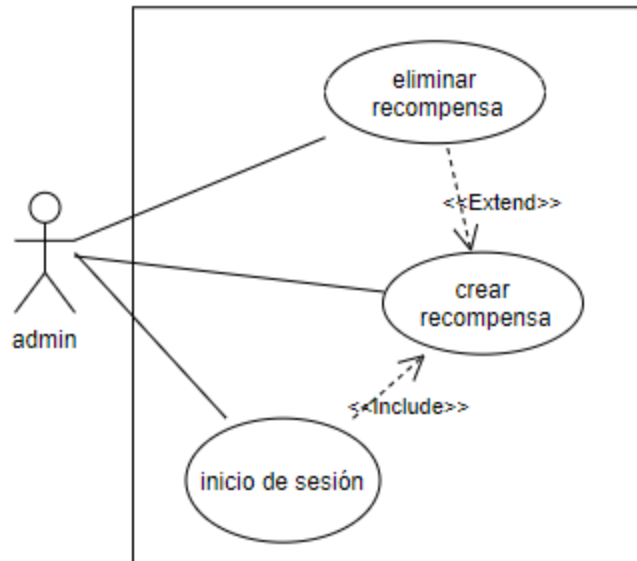 eliminar
recompensa
<<Extend>>
crear
recompensa
admin
<<Include>>
inicio de sesión